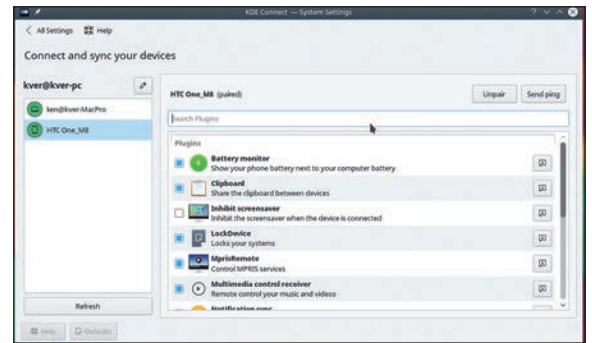 KDE Connect — System Settings
All Settings Help
Connect and sync your devices
kver@kver-pc
ken@kver-MacPro
HTC One_M8
Refresh
HTC One_M8 (paired)
Unpair Send ping
Search Plugins
Plugins
Battery monitor
Show your phone battery next to your computer battery
Clipboard
Share the clipboard between devices
Inhibit screensaver
Inhibit the screensaver when the device is connected
LockDevice
Locks your systems
MprisRemote
Control MPRIS services
Multimedia control receiver
Remote control your music and videos
Notification sync
Help Defaults